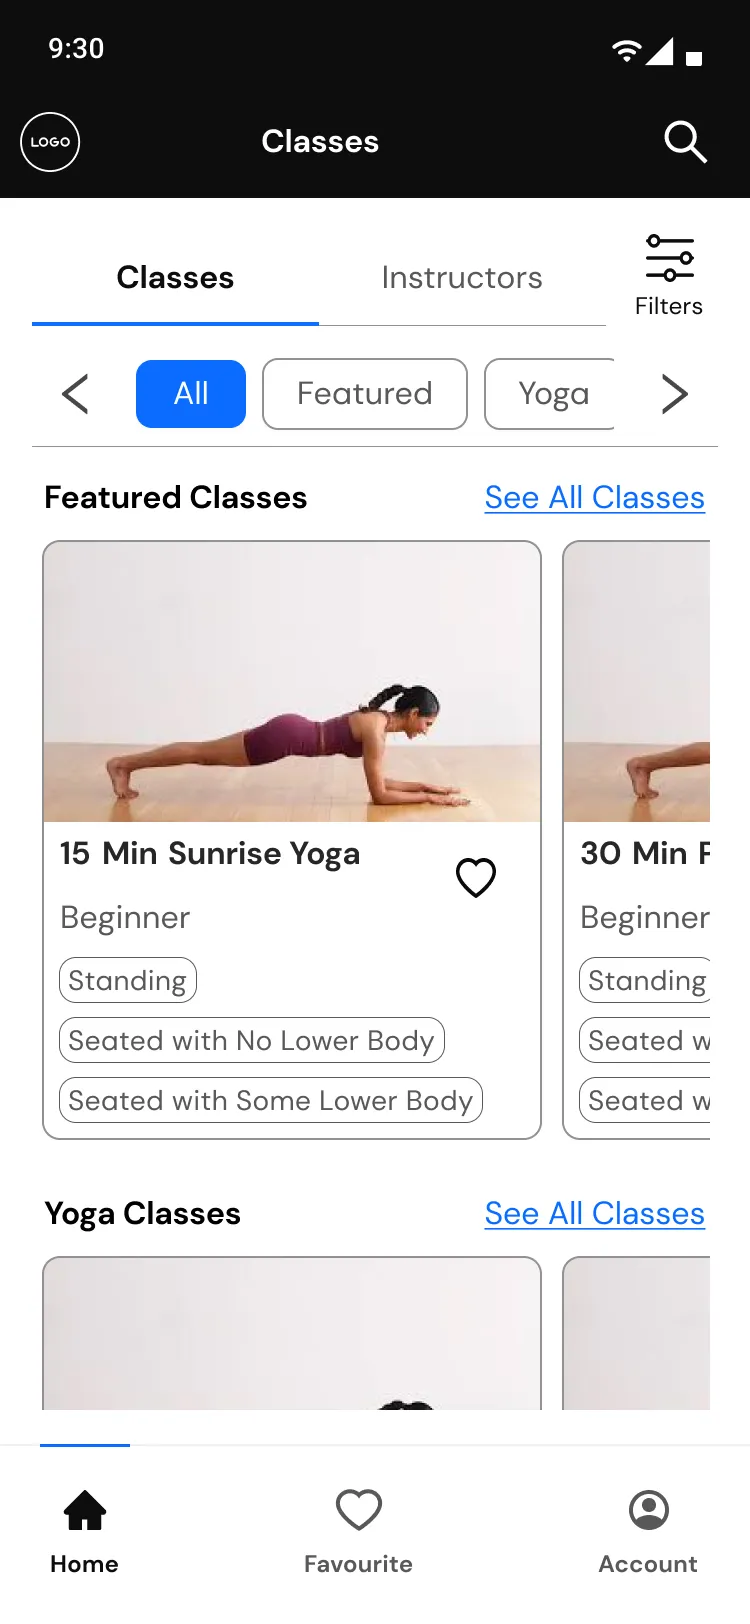 9:30
LOGO
Classes
Classes
Instructors
Filters
All
Featured
Yoga
Featured Classes
See All Classes
15 Min Sunrise Yoga
Beginner
Standing
Seated with No Lower Body
Seated with Some Lower Body
30 Min F
Beginner
Standing
Seated w
Seated w
Yoga Classes
See All Classes
Home
Favourite
Account